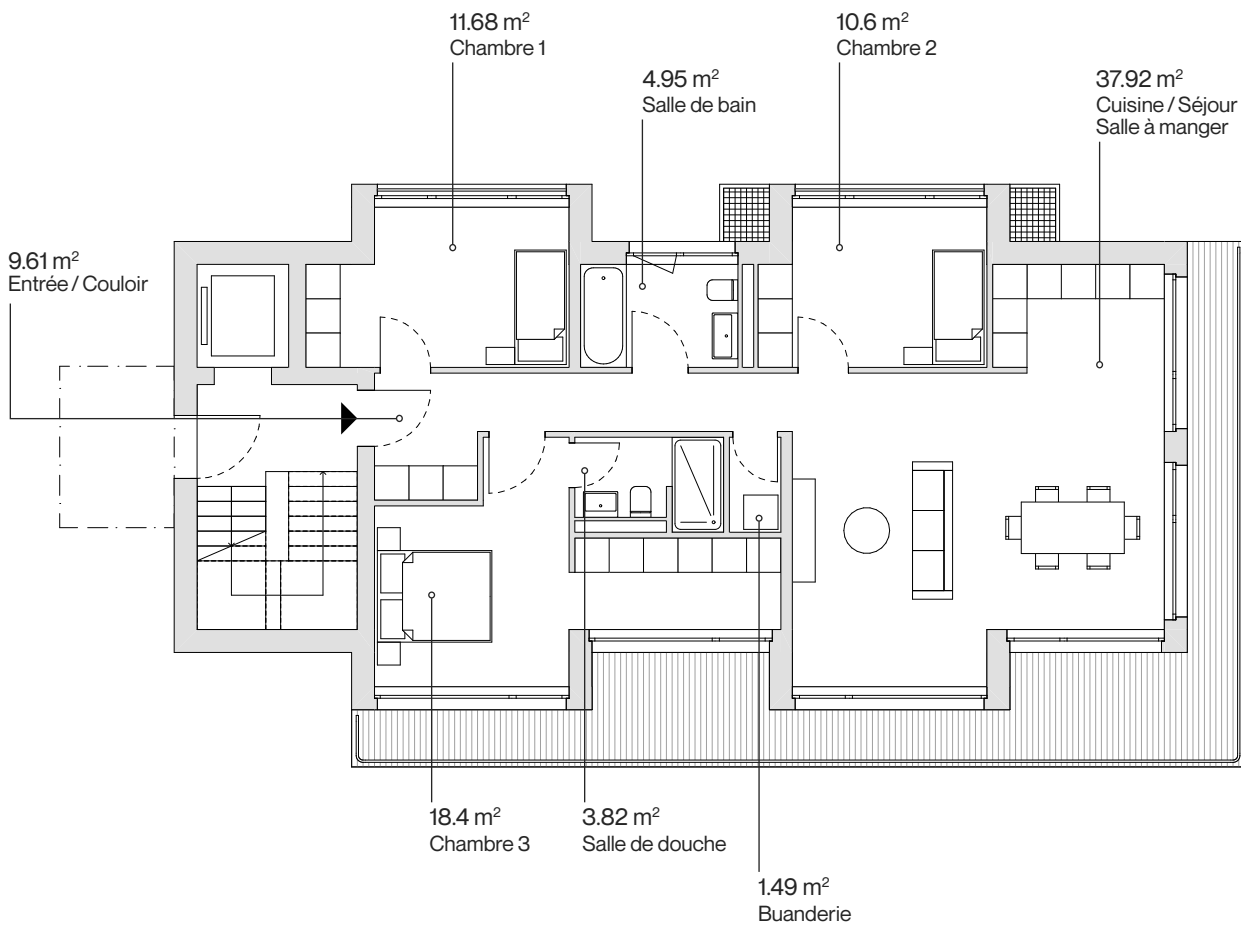 11.68 m²
Chambre 1
10.6 m²
Chambre 2
4.95 m²
Salle de bain
37.92 m²
Cuisine / Séjour
Salle à manger
9.61 m²
Entrée / Couloir
18.4 m²
Chambre 3
3.82 m²
Salle de douche
1.49 m²
Buanderie